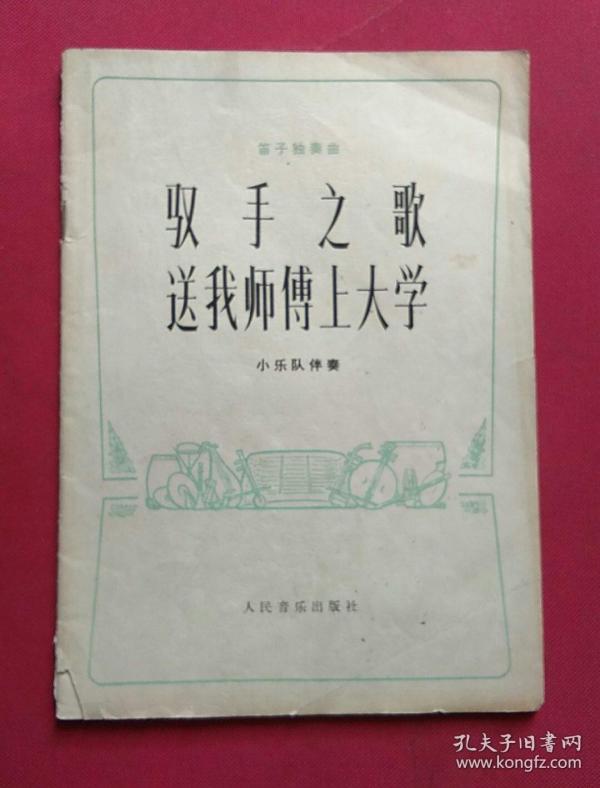 笛子独奏曲
驭手之歌
送我师傅上大学
小乐队伴奏
人民音乐出版社
孔夫子旧书网
www.kongfz.com